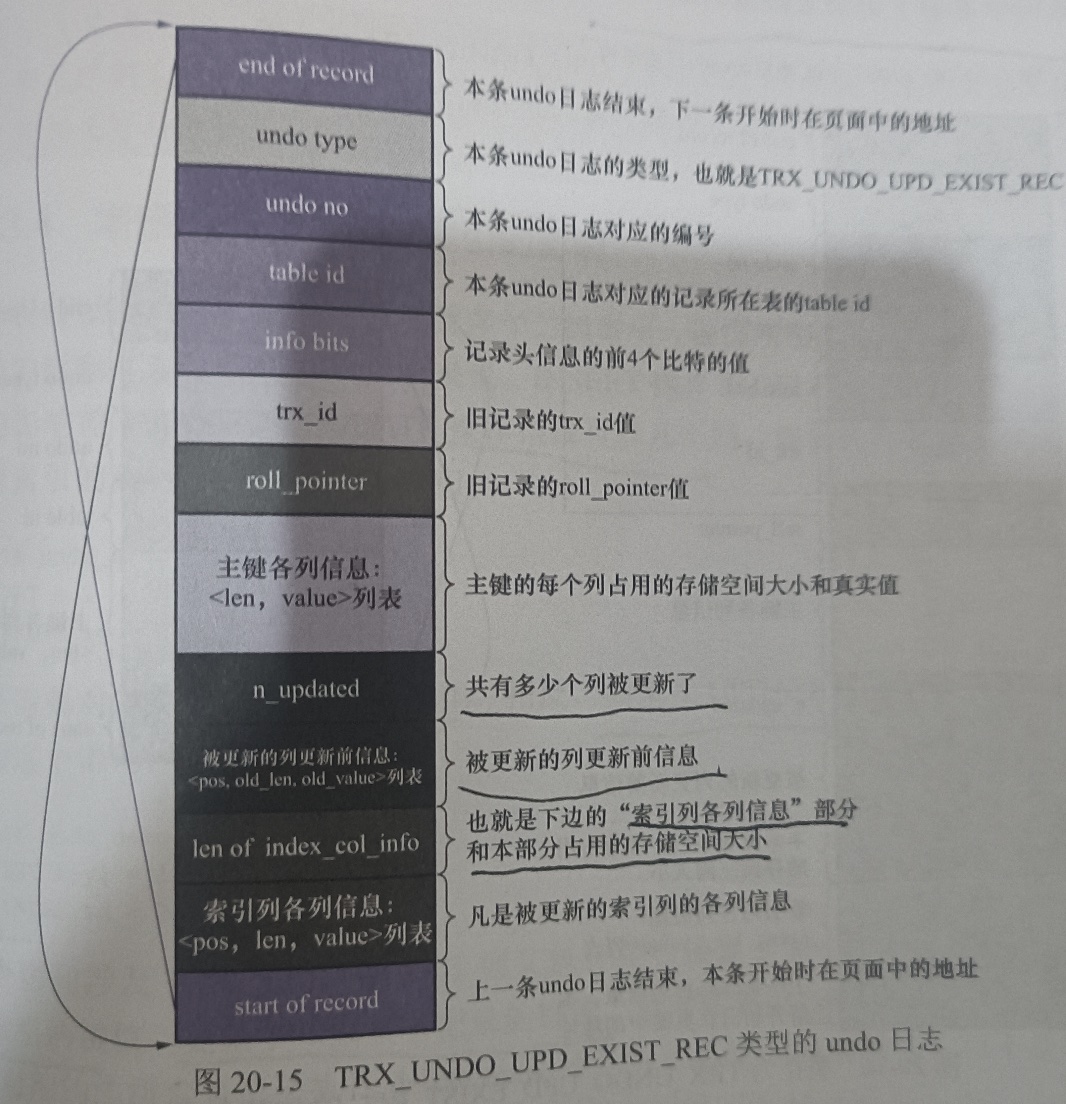 end of record
本条undo日志结束，下一条开始时在页面中的地址
undo type
本条undo日志的类型，也就是TRX_UNDO_UPD_EXIST_REC
undo no
本条undo日志对应的编号
table id
本条undo日志对应的记录所在表的table id
info bits
记录头信息的前4个比特的值
trx_id
旧记录的trx_id值
roll_pointer
旧记录的roll_pointer值
主键各列信息：
<len，value>列表
主键的每个列占用的存储空间大小和真实值
n_updated
共有多少个列被更新了
被更新的列更新前信息：
<pos, old_len, old_value>列表
被更新的列更新前信息
len of index_col_info
也就是下边的“索引列各列信息”部分
和本部分占用的存储空间大小
索引列各列信息：
<pos，len，value>列表
凡是被更新的索引列的各列信息
start of record
上一条undo日志结束，本条开始时在页面中的地址
图 20-15 TRX_UNDO_UPD_EXIST_REC 类型的 undo 日志